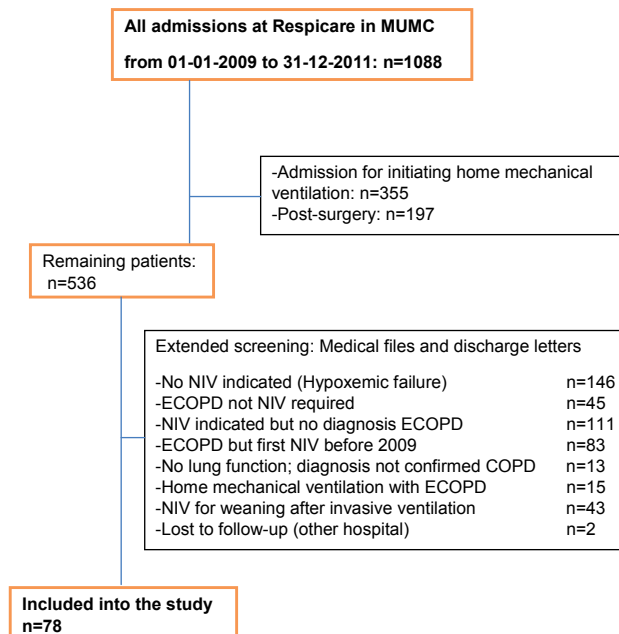 All admissions at Respicare in MUMC
from 01-01-2009 to 31-12-2011: n=1088
-Admission for initiating home mechanical
ventilation: n=355
-Post-surgery: n=197
Remaining patients:
n=536
Extended screening: Medical files and discharge letters
-No NIV indicated (Hypoxemic failure) n=146
-ECOPD not NIV required n=45
-NIV indicated but no diagnosis ECOPD n=111
-ECOPD but first NIV before 2009 n=83
-No lung function; diagnosis not confirmed COPD n=13
-Home mechanical ventilation with ECOPD n=15
-NIV for weaning after invasive ventilation n=43
-Lost to follow-up (other hospital) n=2
Included into the study
n=78